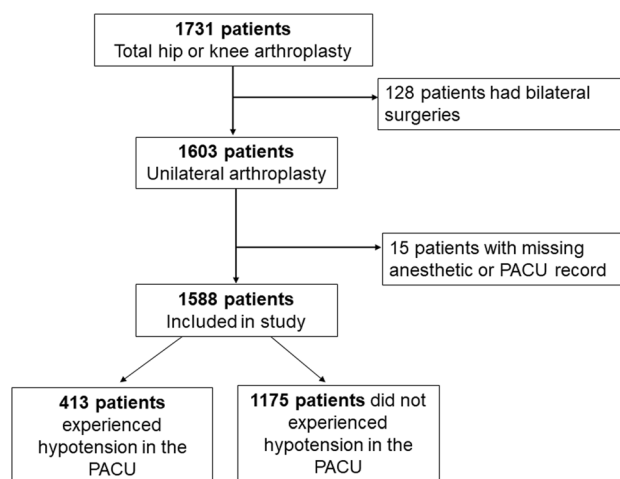 1731 patients
Total hip or knee arthroplasty
128 patients had bilateral
surgeries
1603 patients
Unilateral arthroplasty
15 patients with missing
anesthetic or PACU record
1588 patients
Included in study
413 patients
experienced
hypotension in the
PACU
1175 patients did not
experienced
hypotension in the
PACU